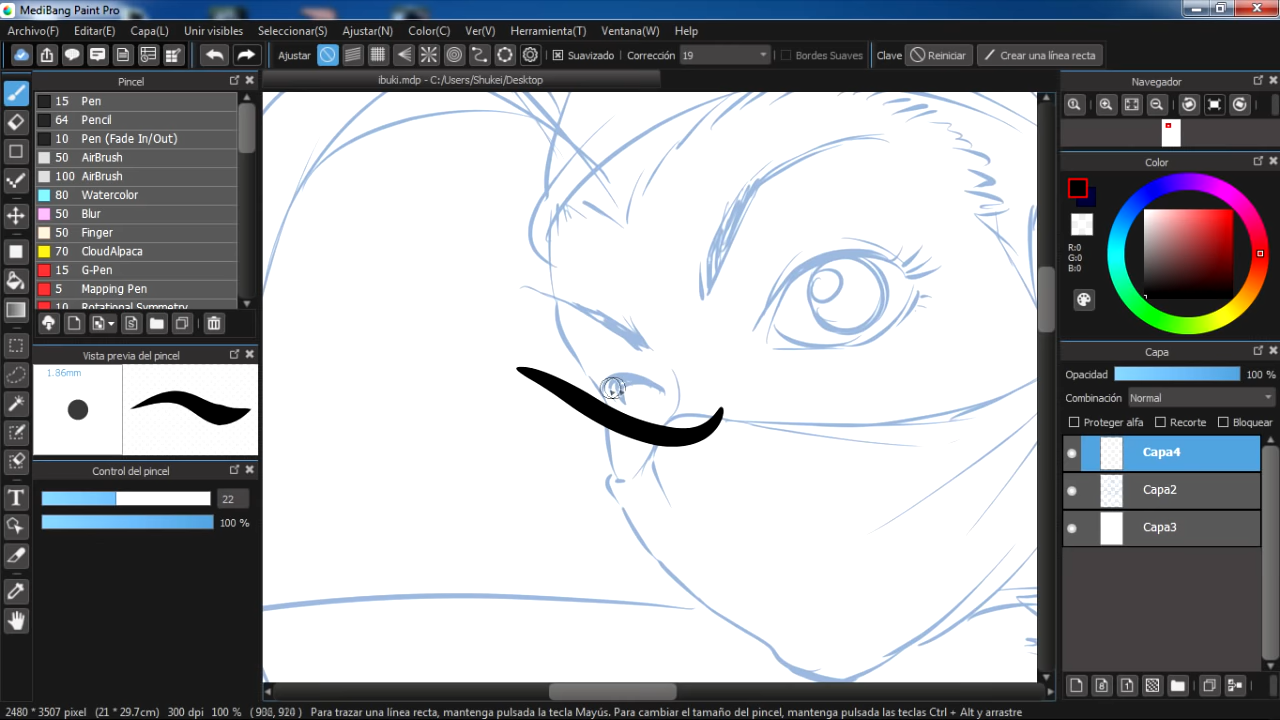 MediBang Paint Pro
Archivo(F) Editar(E) Capa(L) Unir visibles Seleccionar(S) Ajustar(N) Color(C) Ver(V) Herramienta(T) Ventana(W) Help
Ajustar Suavizado Corrección 19 Bordes Suaves Clave Reiniciar Crear una línea recta
Pincel
ibuki.mdp - C:/Users/Shukei/Desktop
Navegador
15 Pen
64 Pencil
10 Pen (Fade In/Out)
50 AirBrush
100 AirBrush
80 Watercolor
50 Blur
50 Finger
70 CloudAlpaca
15 G-Pen
5 Mapping Pen
10 Rotational Symmetry
Vista previa del pincel
1.86mm
Control del pincel
22
100 %
Color
R:0
G:0
B:0
Capa
Opacidad 100 %
Combinación Normal
Proteger alfa Recorte Bloquear
Capa4
Capa2
Capa3
2480 * 3507 pixel (21 * 29.7cm) 300 dpi 100 % Para trazar una línea recta, mantenga pulsada la tecla Mayús. Para cambiar el tamaño del pincel, mantenga pulsadas las teclas Ctrl + Alt y arrastre